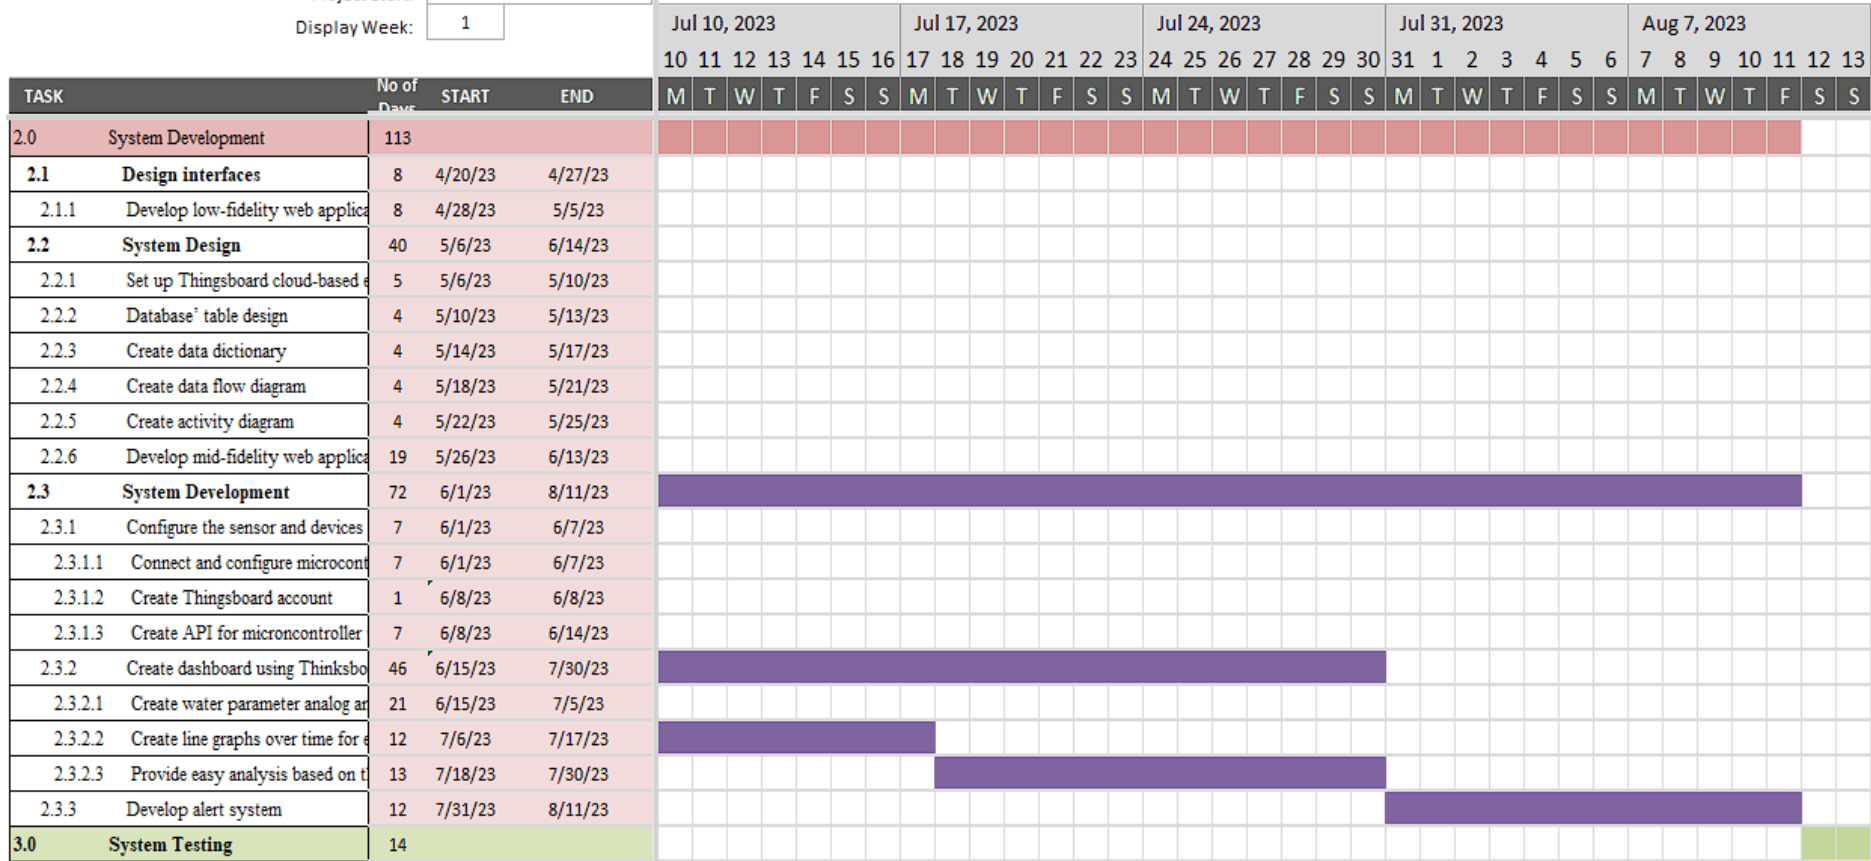 Display Week: 1
Jul 10, 2023 Jul 17, 2023 Jul 24, 2023 Jul 31, 2023 Aug 7, 2023
10 11 12 13 14 15 16 17 18 19 20 21 22 23 24 25 26 27 28 29 30 31 1 2 3 4 5 6 7 8 9 10 11 12 13
TASK No of Days START END M T W T F S S M T W T F S S M T W T F S S M T W T F S S M T W T F S S
2.0 System Development 113
2.1 Design interfaces 8 4/20/23 4/27/23
2.1.1 Develop low-fidelity web applica 8 4/28/23 5/5/23
2.2 System Design 40 5/6/23 6/14/23
2.2.1 Set up Thingsboard cloud-based e 5 5/6/23 5/10/23
2.2.2 Database’ table design 4 5/10/23 5/13/23
2.2.3 Create data dictionary 4 5/14/23 5/17/23
2.2.4 Create data flow diagram 4 5/18/23 5/21/23
2.2.5 Create activity diagram 4 5/22/23 5/25/23
2.2.6 Develop mid-fidelity web applica 19 5/26/23 6/13/23
2.3 System Development 72 6/1/23 8/11/23
2.3.1 Configure the sensor and devices 7 6/1/23 6/7/23
2.3.1.1 Connect and configure microcont 7 6/1/23 6/7/23
2.3.1.2 Create Thingsboard account 1 6/8/23 6/8/23
2.3.1.3 Create API for microncontroller 7 6/8/23 6/14/23
2.3.2 Create dashboard using Thinksbo 46 6/15/23 7/30/23
2.3.2.1 Create water parameter analog an 21 6/15/23 7/5/23
2.3.2.2 Create line graphs over time for e 12 7/6/23 7/17/23
2.3.2.3 Provide easy analysis based on t 13 7/18/23 7/30/23
2.3.3 Develop alert system 12 7/31/23 8/11/23
3.0 System Testing 14